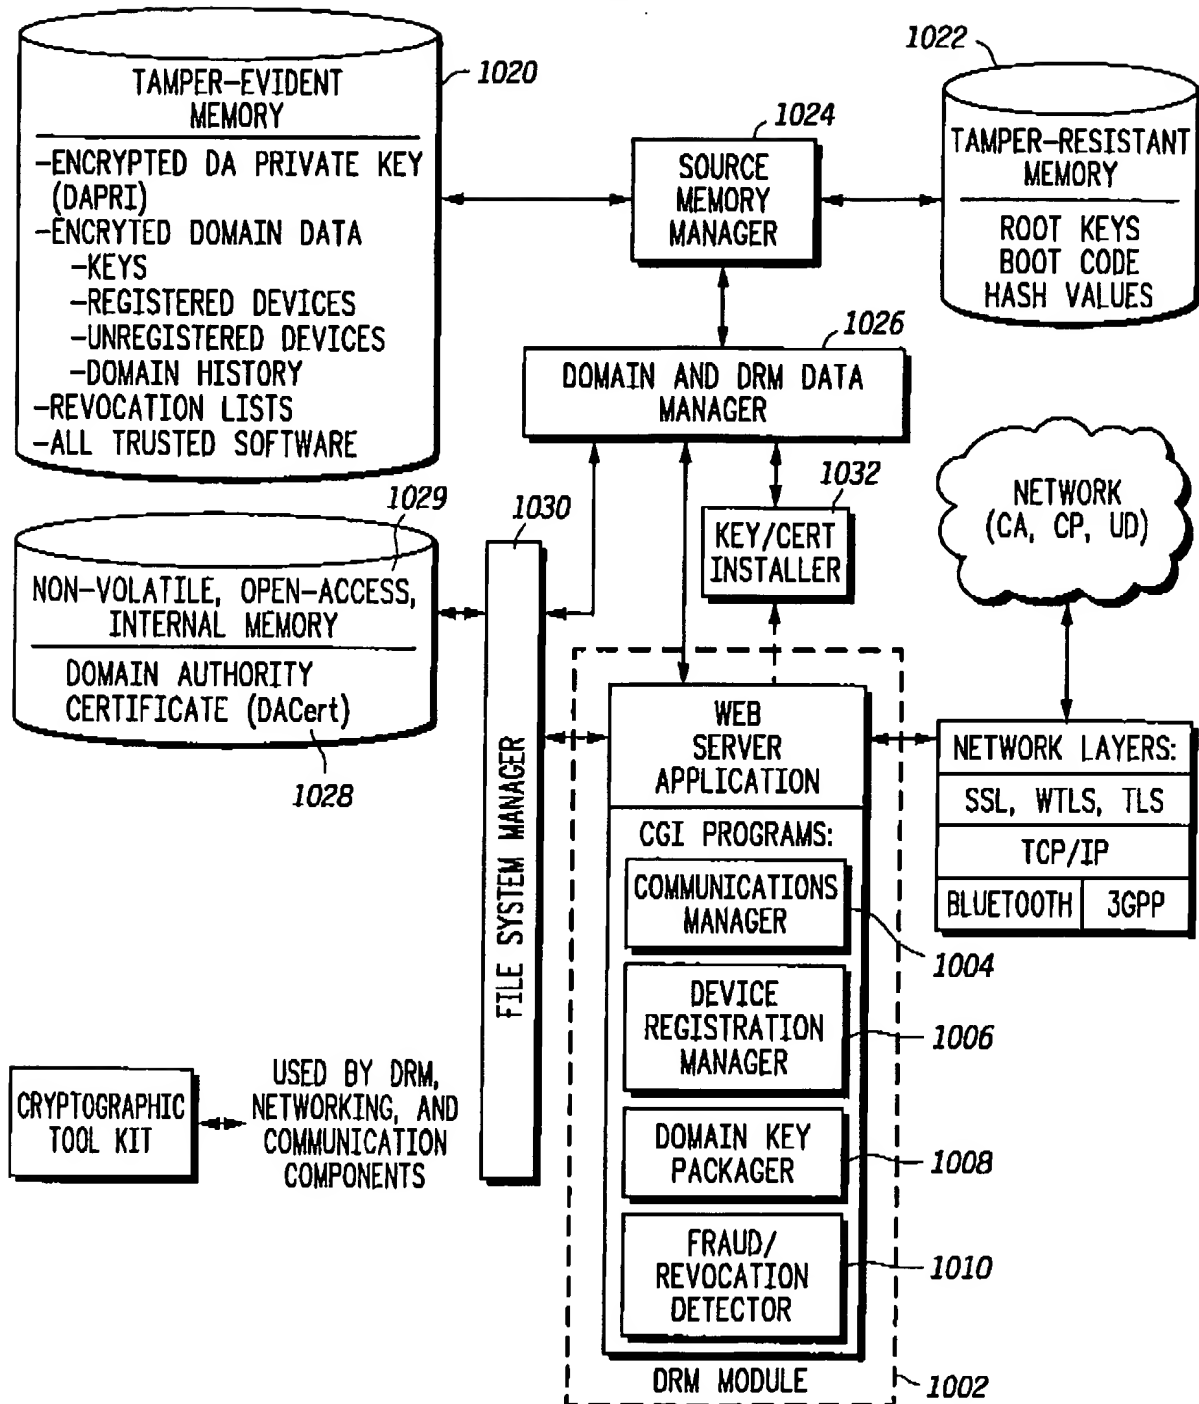 1020
TAMPER-EVIDENT
MEMORY
-ENCRYPTED DA PRIVATE KEY
(DAPRI)
-ENCRYTED DOMAIN DATA
-KEYS
-REGISTERED DEVICES
-UNREGISTERED DEVICES
-DOMAIN HISTORY
-REVOCATION LISTS
-ALL TRUSTED SOFTWARE
1024
SOURCE
MEMORY
MANAGER
1022
TAMPER-RESISTANT
MEMORY
ROOT KEYS
BOOT CODE
HASH VALUES
1026
DOMAIN AND DRM DATA
MANAGER
1029
NON-VOLATILE, OPEN-ACCESS,
INTERNAL MEMORY
DOMAIN AUTHORITY
CERTIFICATE (DACert)
1028
1030
FILE SYSTEM MANAGER
1032
KEY/CERT
INSTALLER
NETWORK
(CA, CP, UD)
WEB
SERVER
APPLICATION
CGI PROGRAMS:
COMMUNICATIONS
MANAGER
1004
DEVICE
REGISTRATION
MANAGER
1006
DOMAIN KEY
PACKAGER
1008
FRAUD/
REVOCATION
DETECTOR
1010
DRM MODULE
1002
NETWORK LAYERS:
SSL, WTLS, TLS
TCP/IP
BLUETOOTH
3GPP
CRYPTOGRAPHIC
TOOL KIT
USED BY DRM,
NETWORKING, AND
COMMUNICATION
COMPONENTS